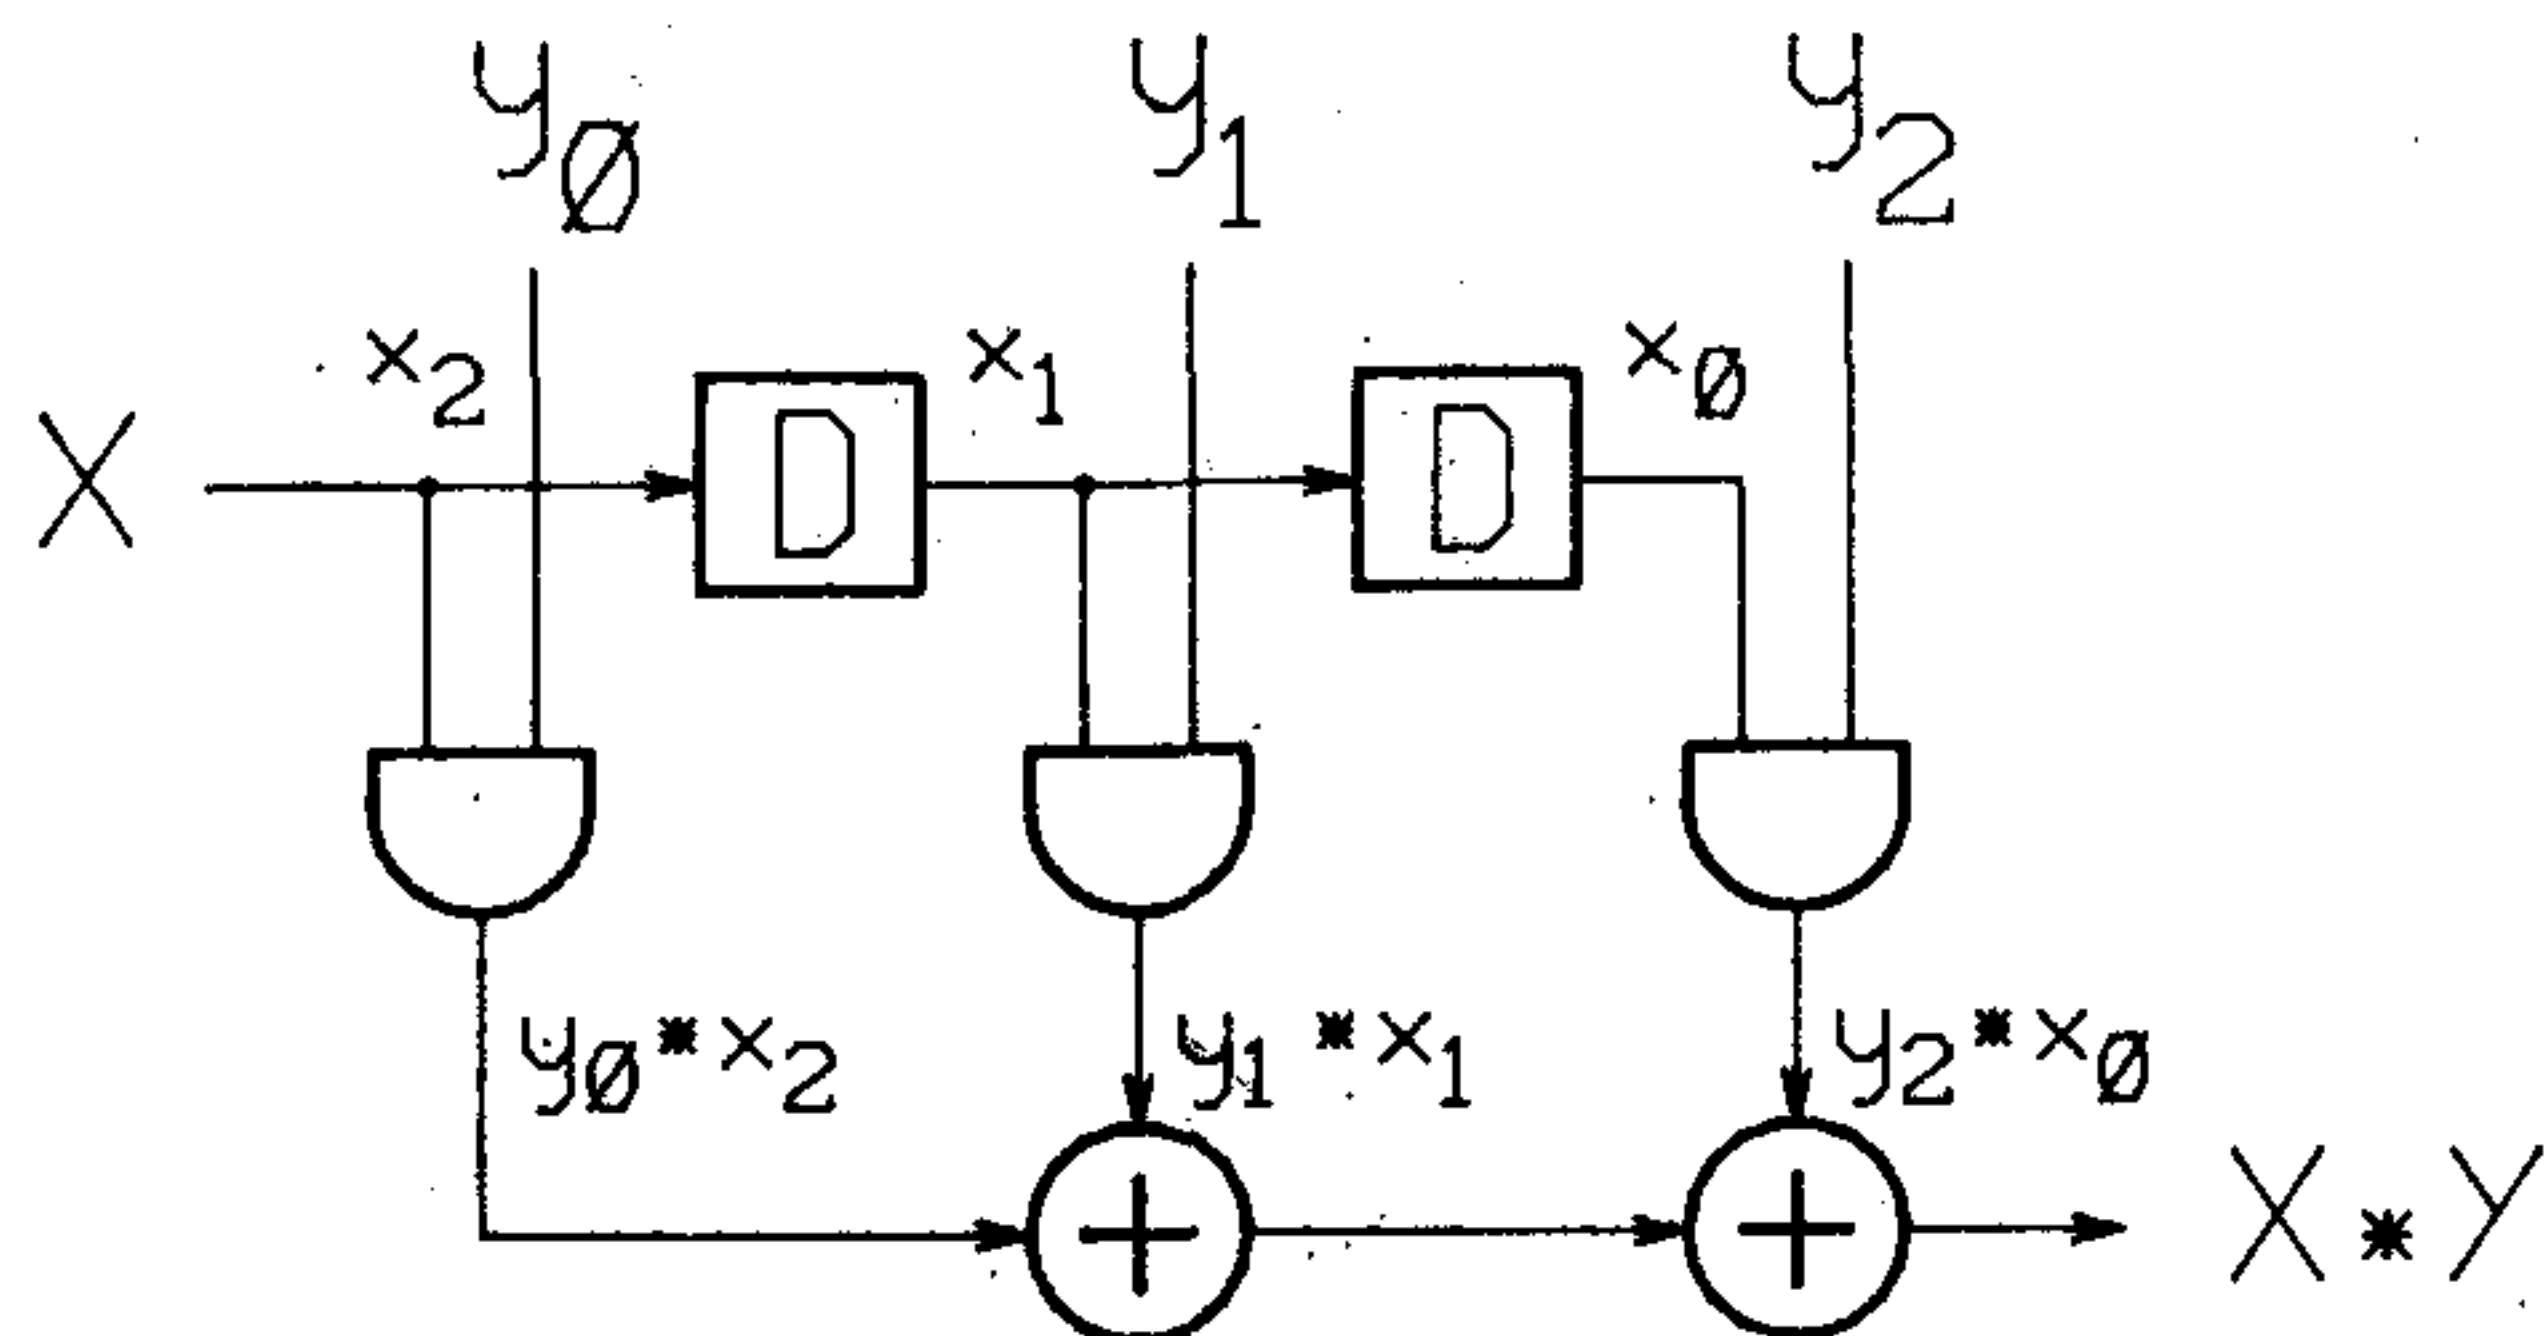 y₀ y₁ y₂
x₂ x₁ x₀
X D D
y₀*x₂ y₁*x₁ y₂*x₀
+ + X*Y